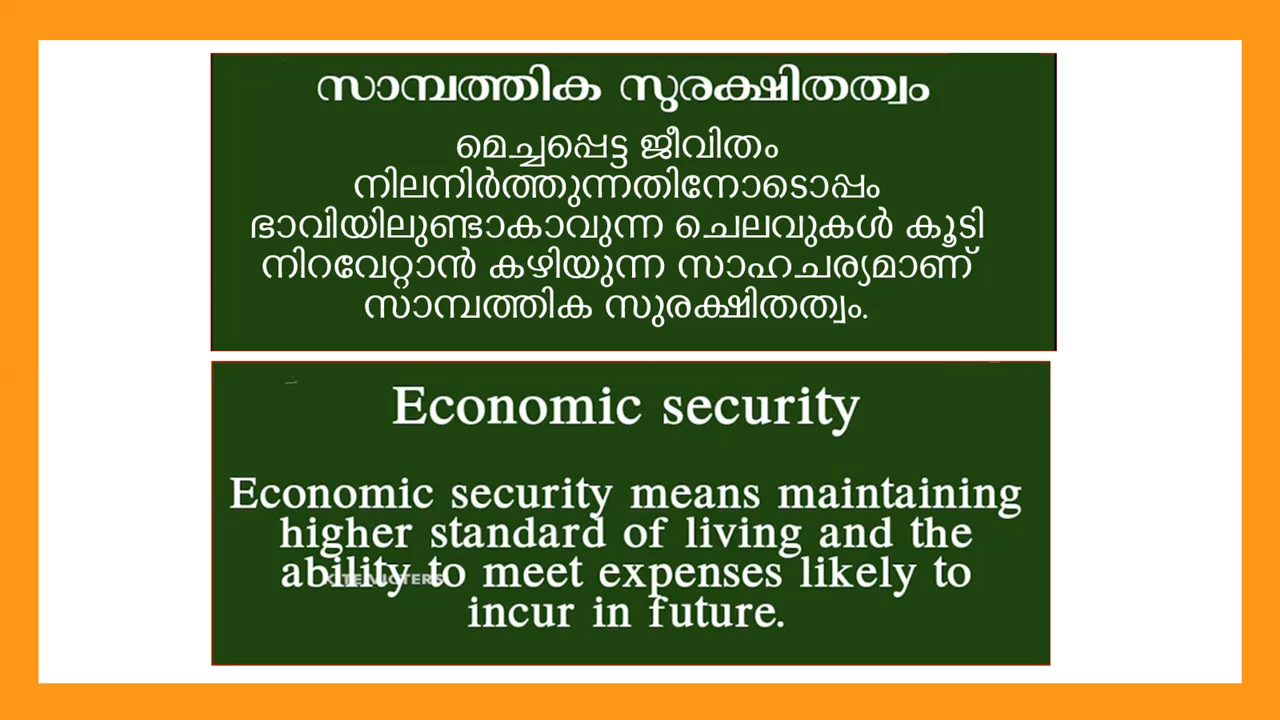 സാമ്പത്തിക സുരക്ഷിതത്വം
മെച്ചപ്പെട്ട ജീവിതം
നിലനിർത്തുന്നതിനോടൊപ്പം
ഭാവിയിലുണ്ടാകാവുന്ന ചെലവുകൾ കൂടി
നിറവേറ്റാൻ കഴിയുന്ന സാഹചര്യമാണ്
സാമ്പത്തിക സുരക്ഷിതത്വം.
Economic security
Economic security means maintaining
higher standard of living and the
ability to meet expenses likely to
incur in future.